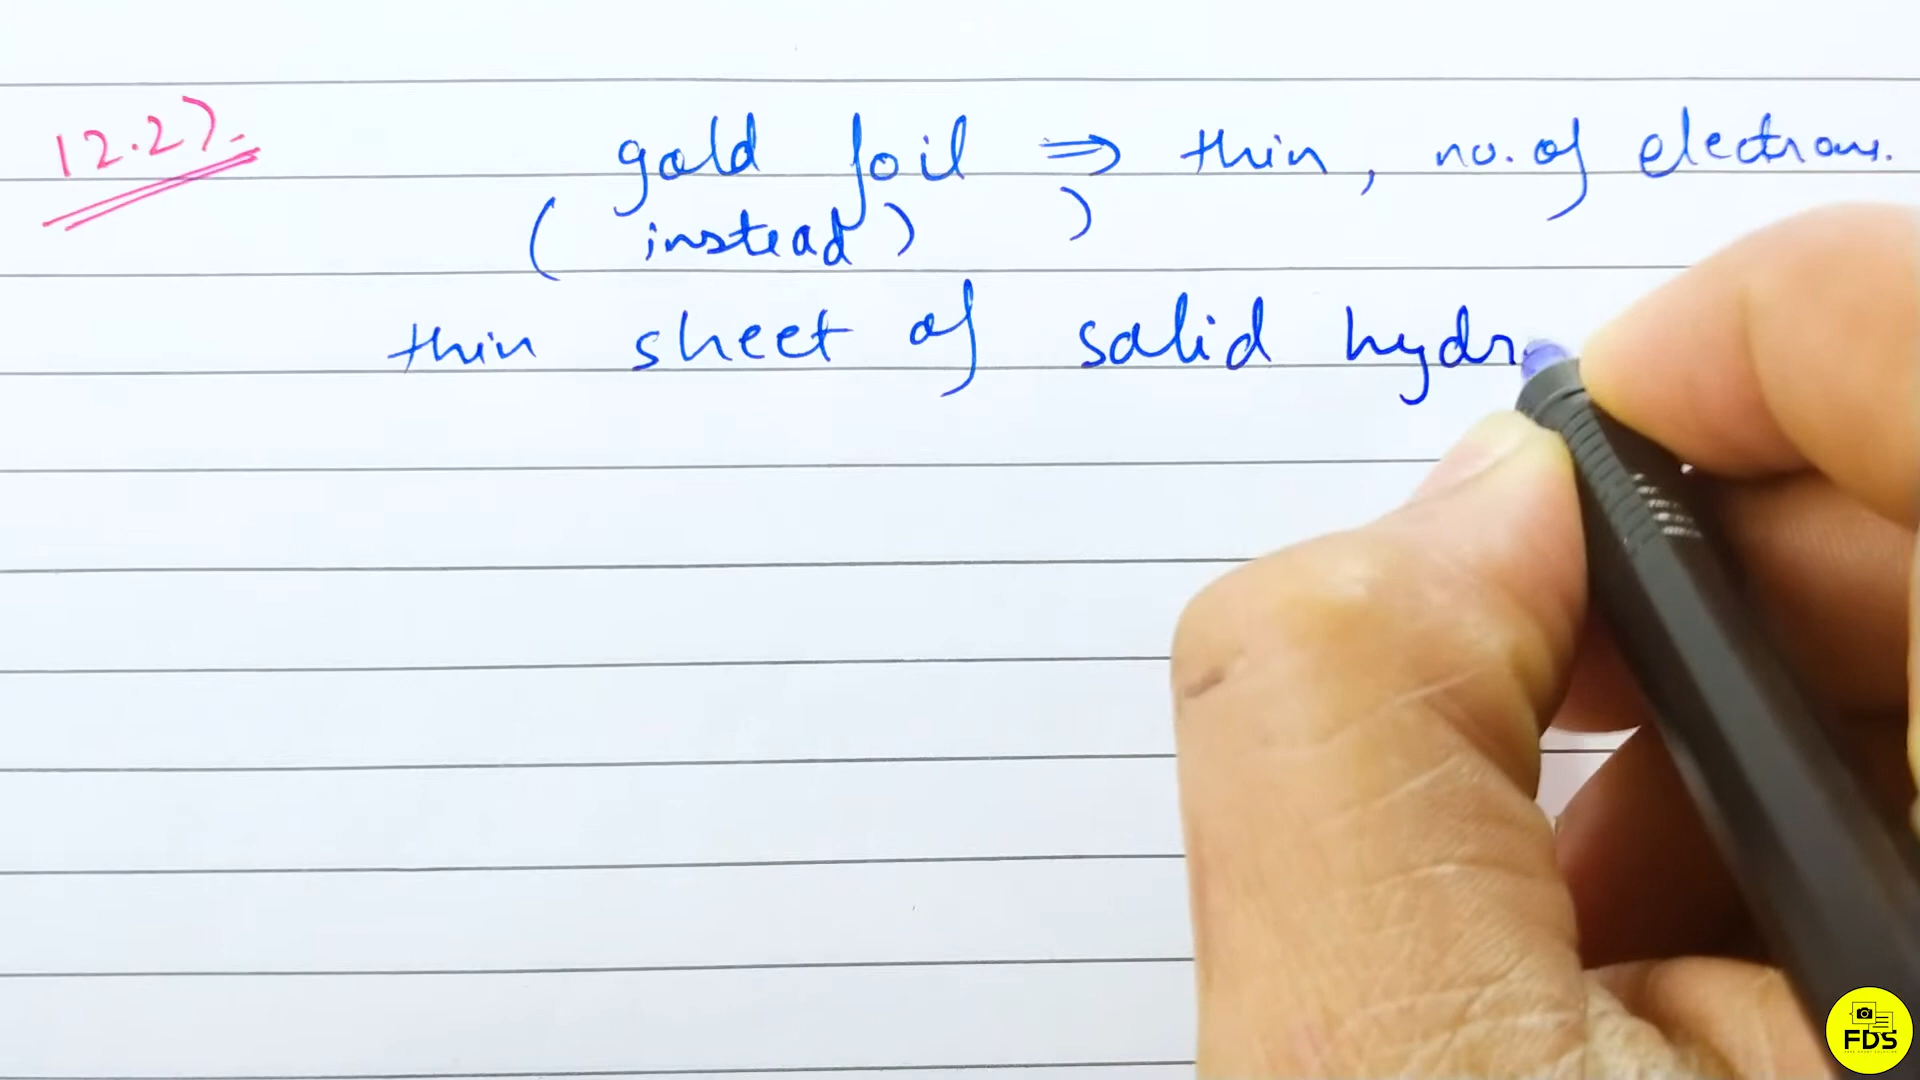 12.27.
gold foil ⇒ thin, no. of electrons.
( instead ) )
thin sheet of solid hydr
FDS